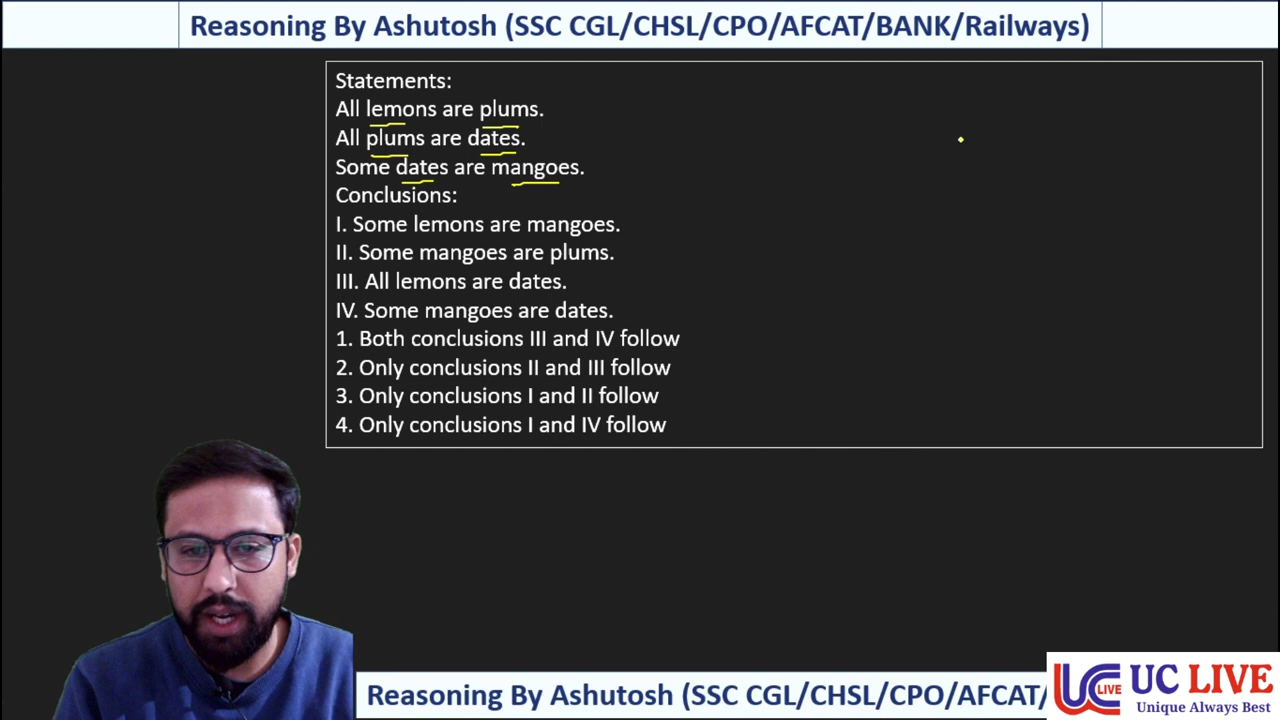 Reasoning By Ashutosh (SSC CGL/CHSL/CPO/AFCAT/BANK/Railways)
Statements:
All lemons are plums.
All plums are dates.
Some dates are mangoes.
Conclusions:
I. Some lemons are mangoes.
II. Some mangoes are plums.
III. All lemons are dates.
IV. Some mangoes are dates.
1. Both conclusions III and IV follow
2. Only conclusions II and III follow
3. Only conclusions I and II follow
4. Only conclusions I and IV follow
Reasoning By Ashutosh (SSC CGL/CHSL/CPO/AFCAT/
UC LIVE UC LIVE
Unique Always Best